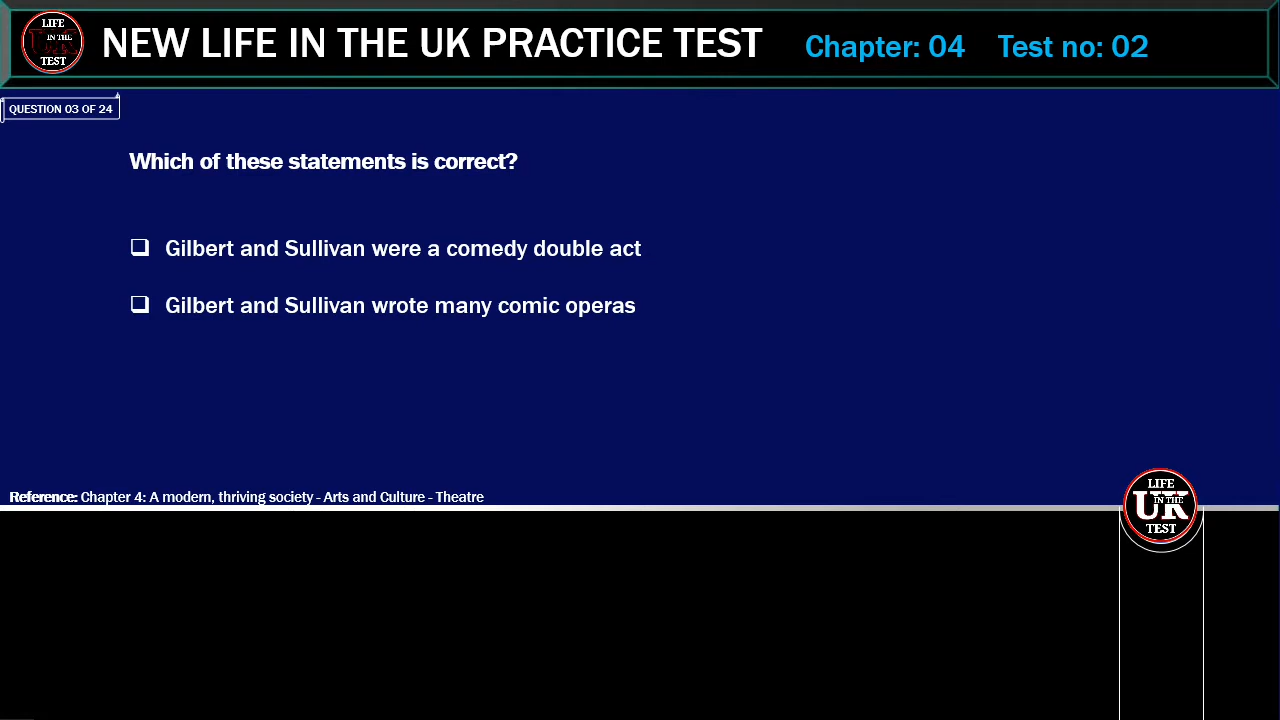 LIFE
IN THE
UK
TEST
NEW LIFE IN THE UK PRACTICE TEST
Chapter: 04
Test no: 02
QUESTION 03 OF 24
Which of these statements is correct?
❑ Gilbert and Sullivan were a comedy double act
❑ Gilbert and Sullivan wrote many comic operas
Reference: Chapter 4: A modern, thriving society - Arts and Culture - Theatre
LIFE
IN THE
UK
TEST